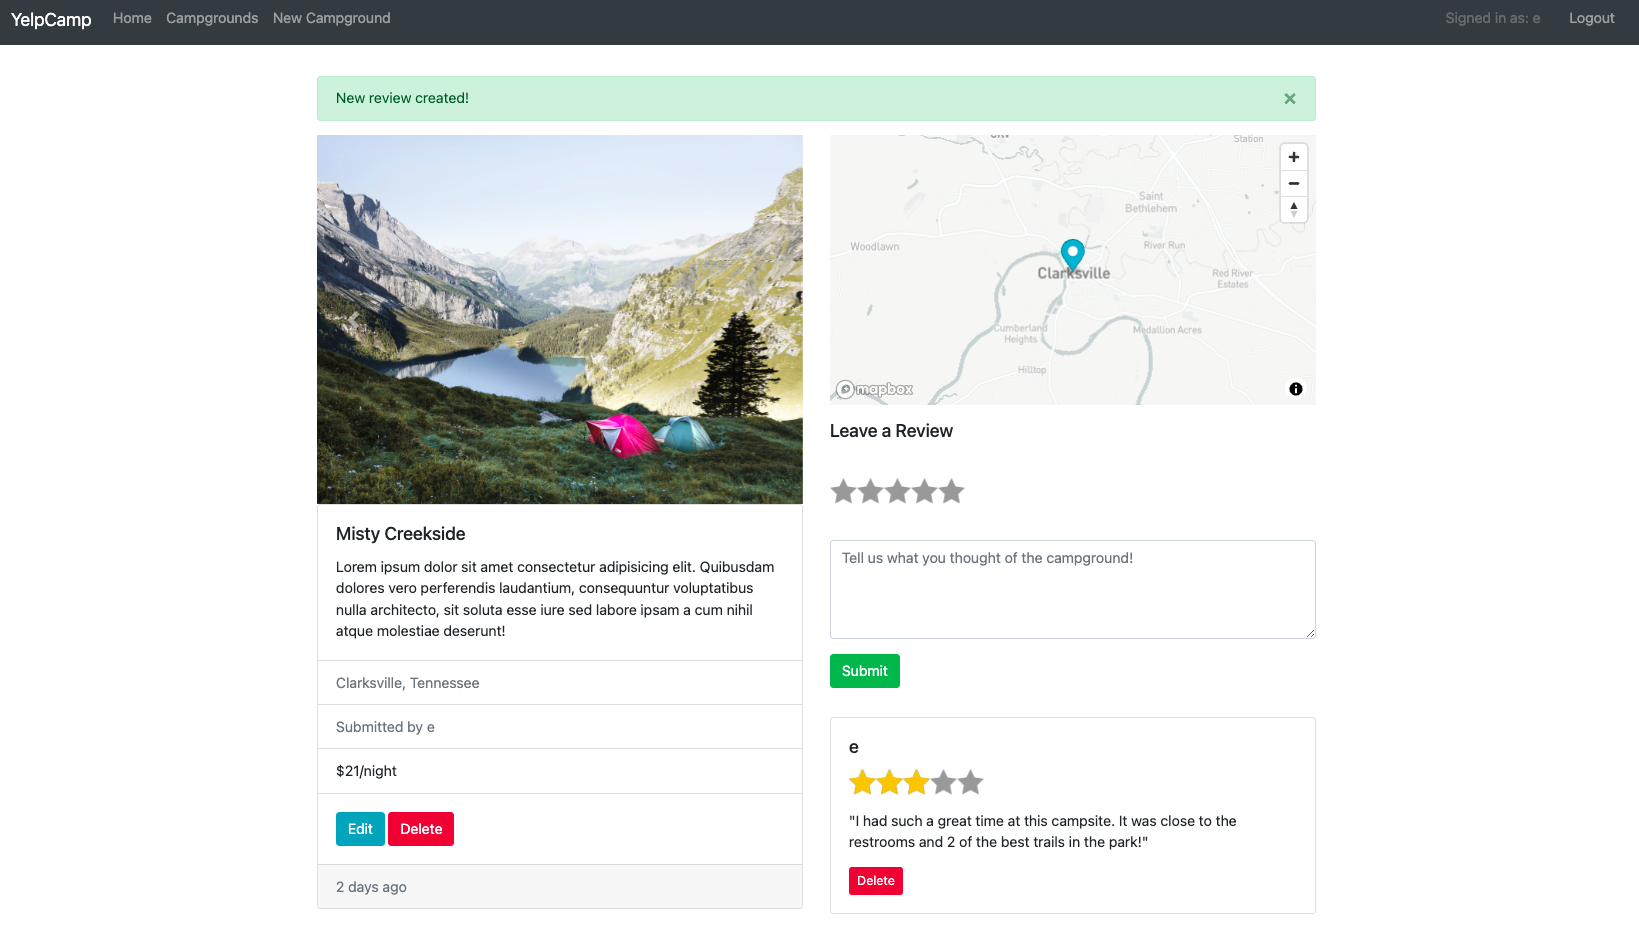 YelpCamp Home Campgrounds New Campground Signed in as: e Logout
New review created! ×
Station
Saint
Bethlehem
Woodlawn
River Run
Clarksville
Red River
Estates
Cumberland
Heights
Medallion Acres
Hilltop
mapbox
Misty Creekside
Lorem ipsum dolor sit amet consectetur adipisicing elit. Quibusdam
dolores vero perferendis laudantium, consequuntur voluptatibus
nulla architecto, sit soluta esse iure sed labore ipsam a cum nihil
atque molestiae deserunt!
Clarksville, Tennessee
Submitted by e
$21/night
Edit Delete
2 days ago
Leave a Review
Tell us what you thought of the campground!
Submit
e
"I had such a great time at this campsite. It was close to the
restrooms and 2 of the best trails in the park!"
Delete